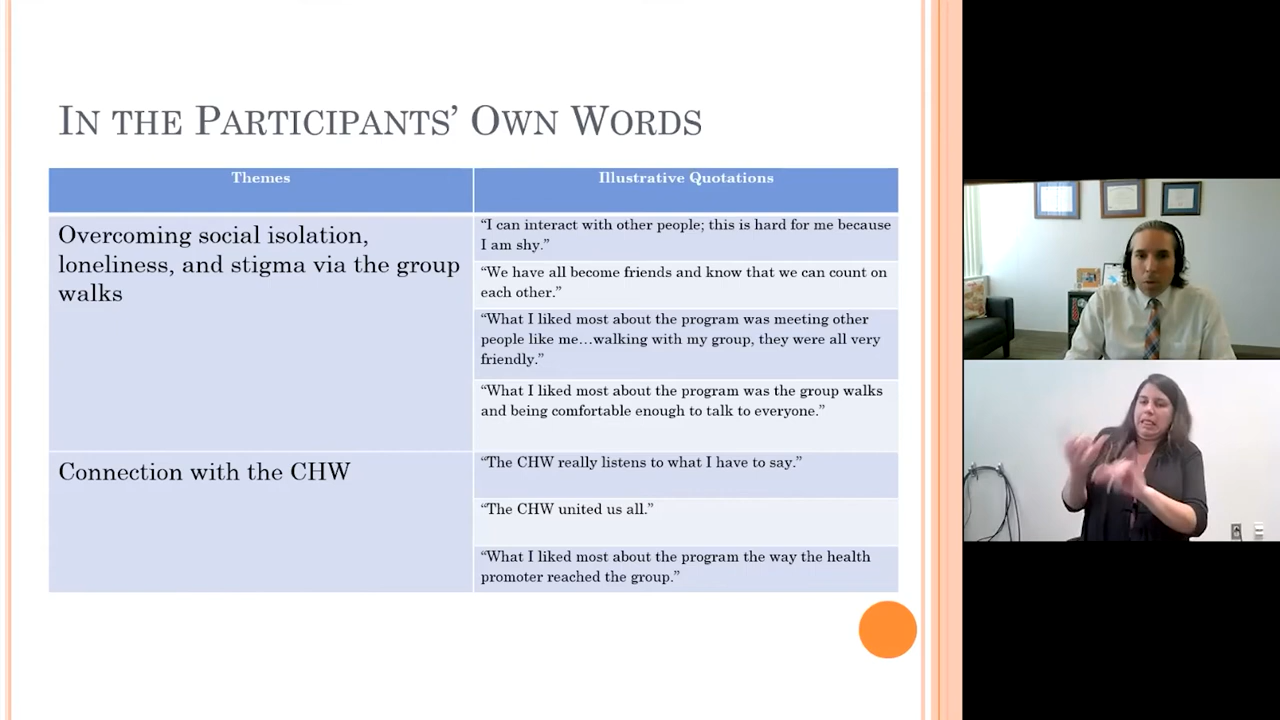 In the Participants’ Own Words
Themes
Illustrative Quotations
Overcoming social isolation,
loneliness, and stigma via the group
walks
“I can interact with other people; this is hard for me because
I am shy.”
“We have all become friends and know that we can count on
each other.”
“What I liked most about the program was meeting other
people like me…walking with my group, they were all very
friendly.”
“What I liked most about the program was the group walks
and being comfortable enough to talk to everyone.”
Connection with the CHW
“The CHW really listens to what I have to say.”
“The CHW united us all.”
“What I liked most about the program the way the health
promoter reached the group.”